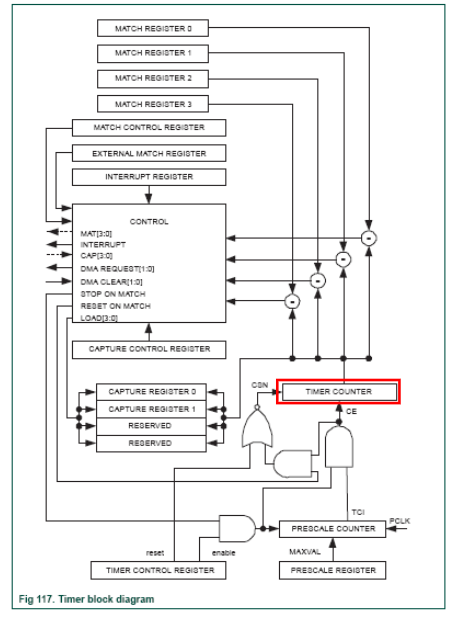 MATCH REGISTER 0
MATCH REGISTER 1
MATCH REGISTER 2
MATCH REGISTER 3
MATCH CONTROL REGISTER
EXTERNAL MATCH REGISTER
INTERRUPT REGISTER
CONTROL
MAT[3:0]
INTERRUPT
CAP[3:0]
DMA REQUEST[1:0]
DMA CLEAR[1:0]
STOP ON MATCH
RESET ON MATCH
LOAD[3:0]
=
=
=
=
CAPTURE CONTROL REGISTER
CSN
TIMER COUNTER
CAPTURE REGISTER 0
CAPTURE REGISTER 1
RESERVED
RESERVED
CE
TCI
PCLK
PRESCALE COUNTER
reset
enable
MAXVAL
TIMER CONTROL REGISTER
PRESCALE REGISTER
Fig 117. Timer block diagram